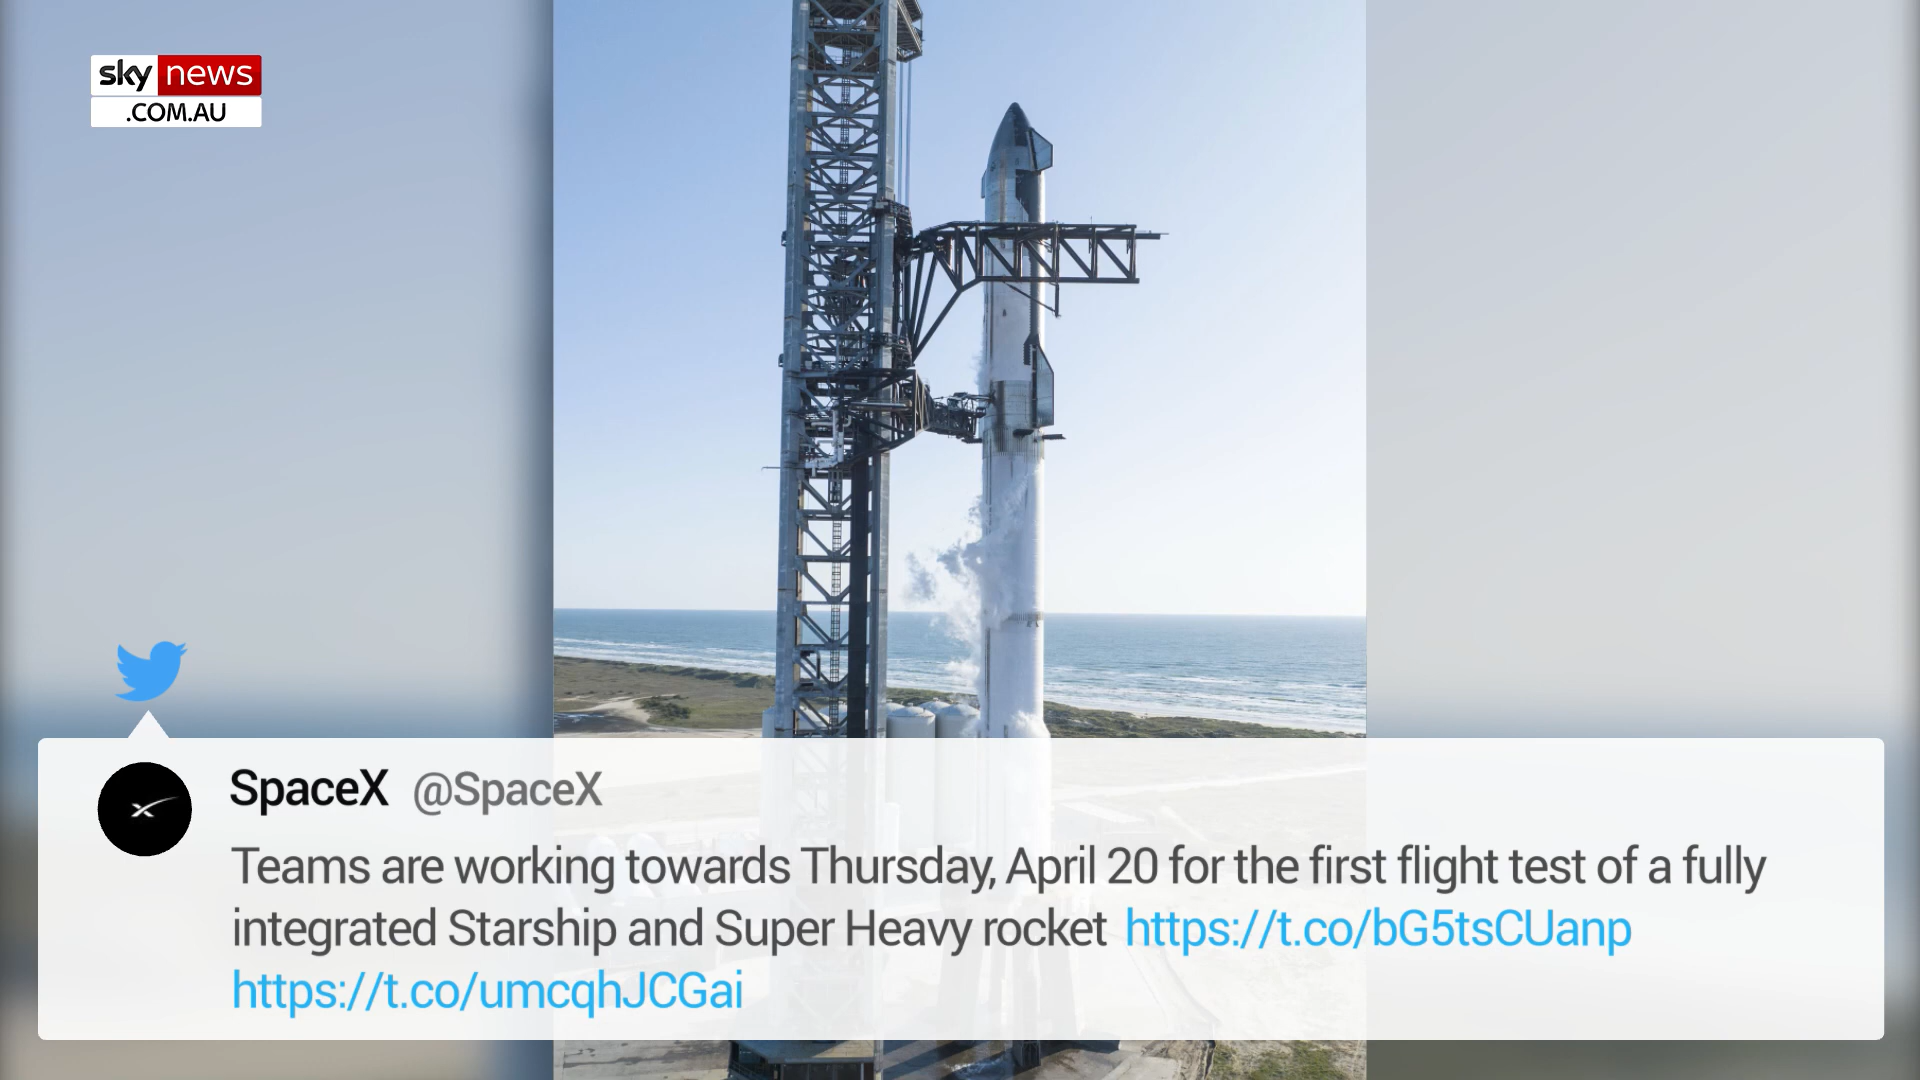 sky news
.COM.AU
SpaceX @SpaceX
Teams are working towards Thursday, April 20 for the first flight test of a fully
integrated Starship and Super Heavy rocket https://t.co/bG5tsCUanp
https://t.co/umcqhJCGai